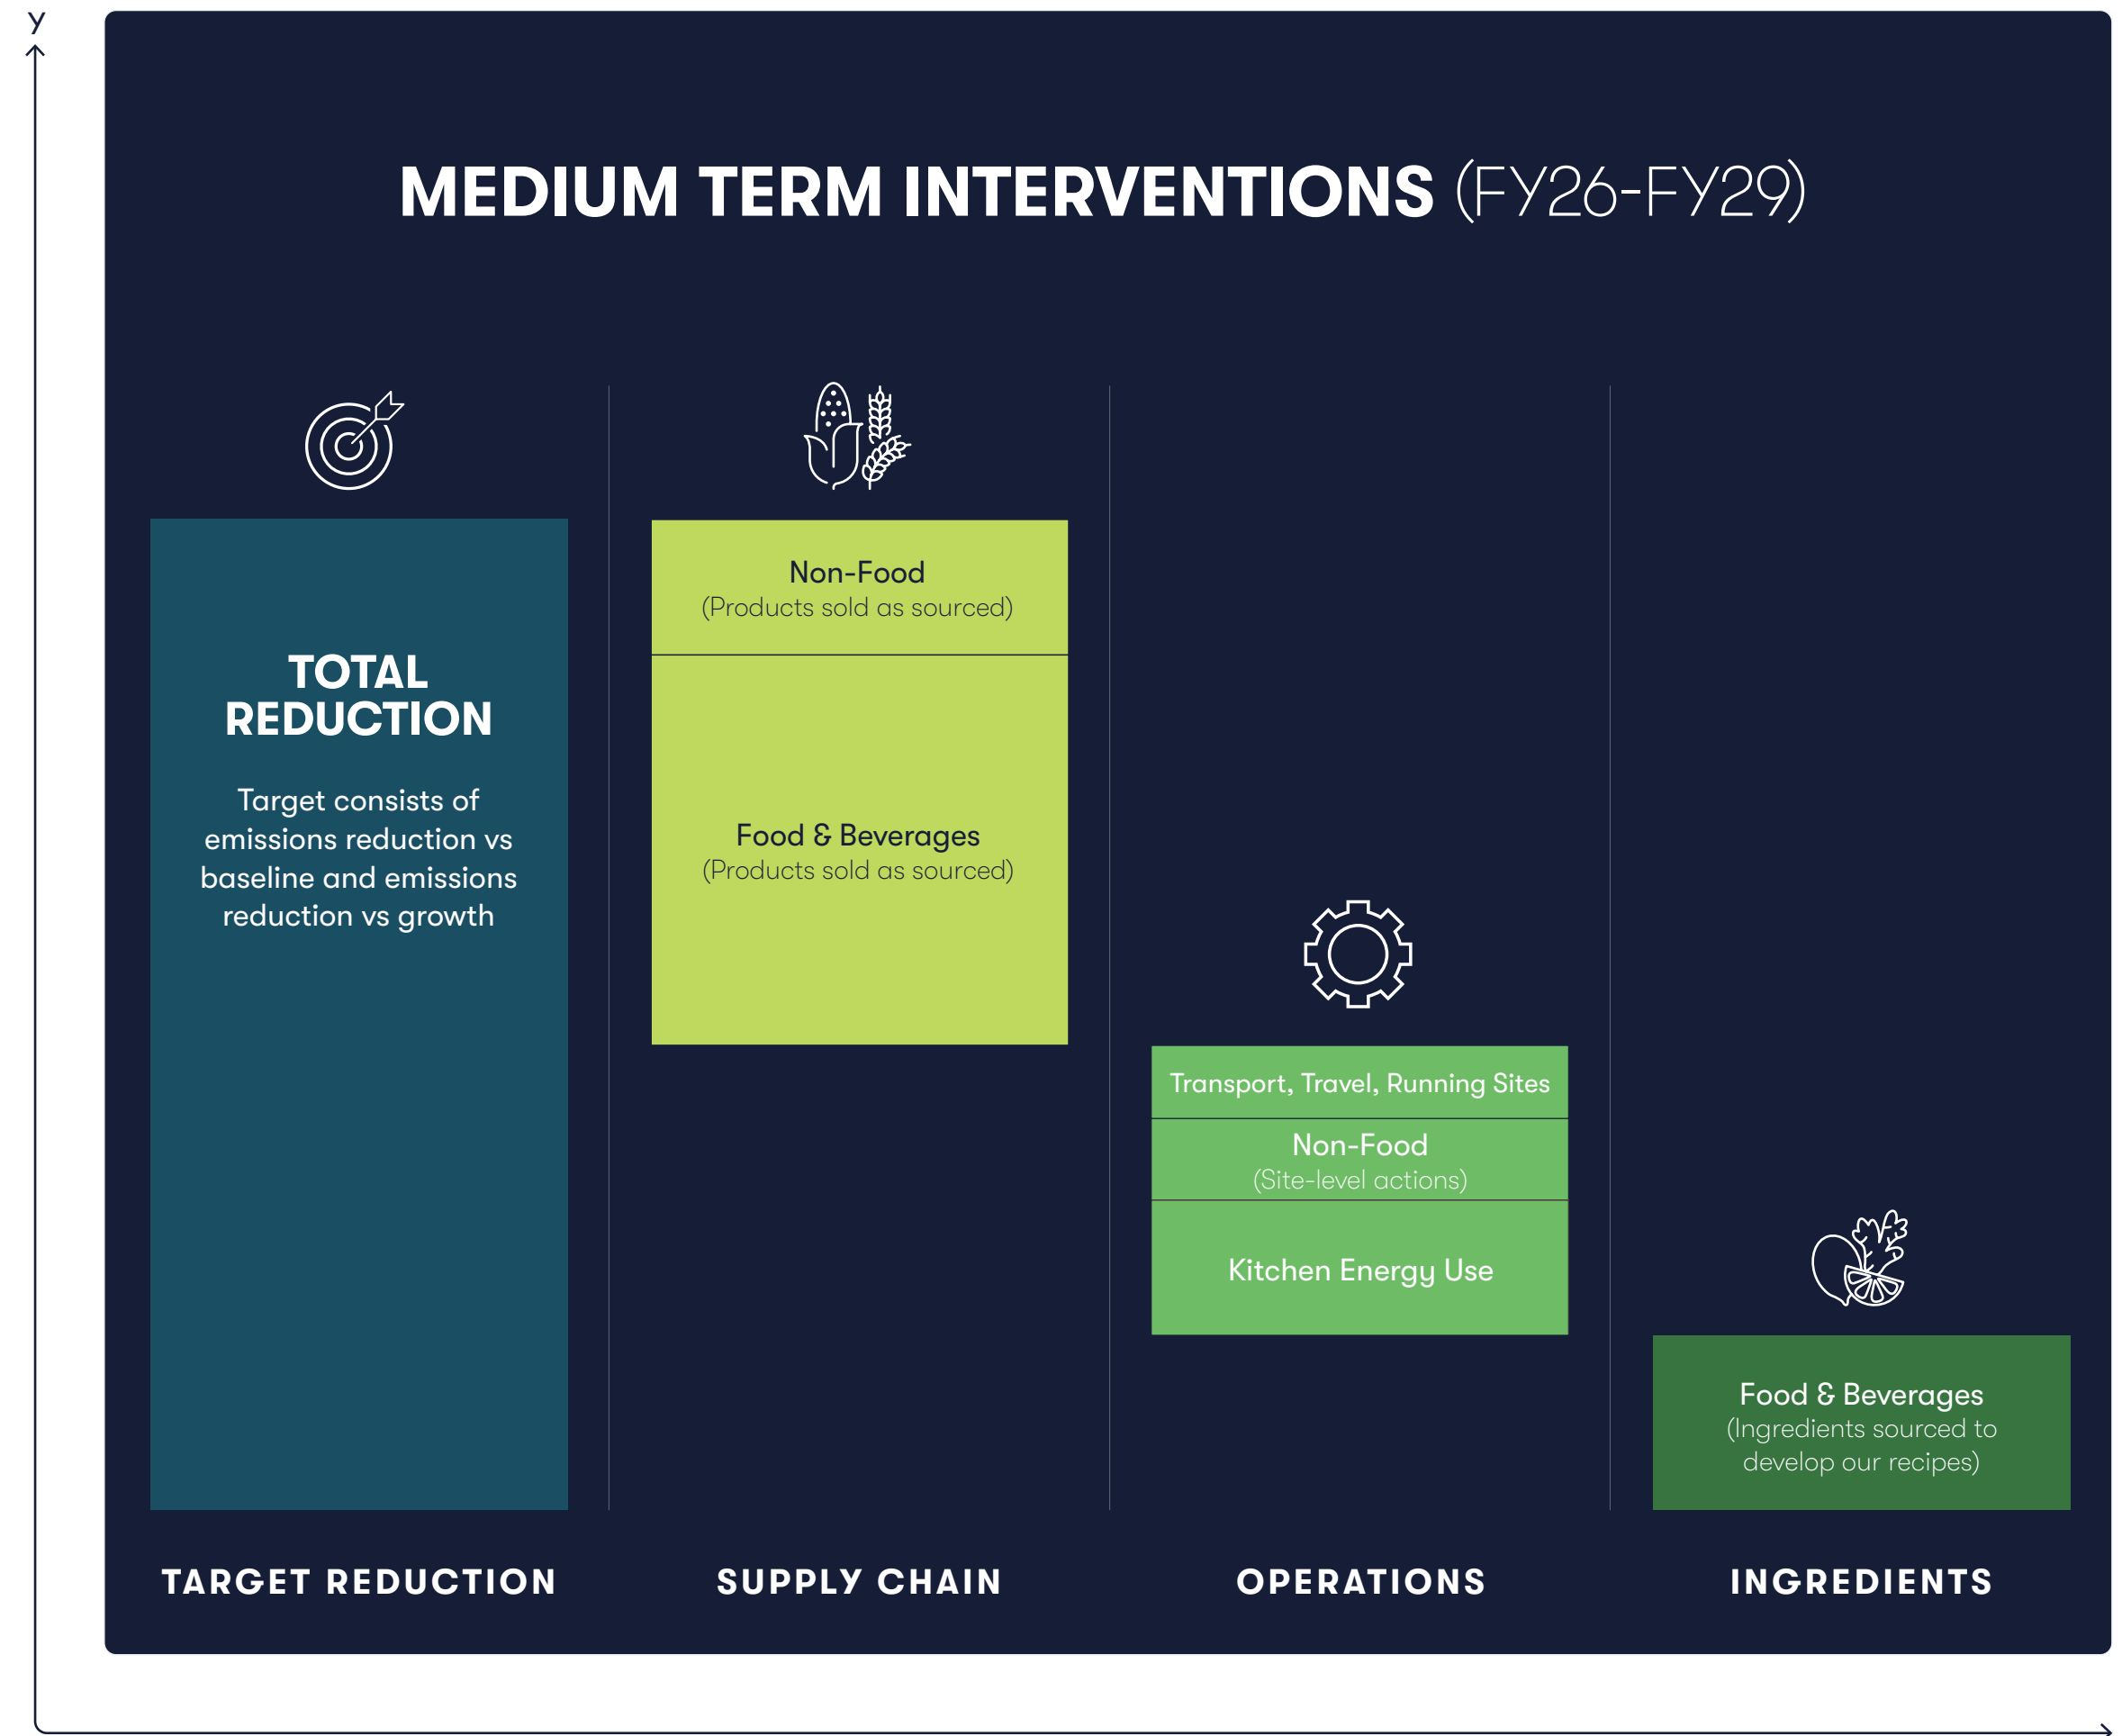 y
MEDIUM TERM INTERVENTIONS (FY26-FY29)
TOTAL
REDUCTION
Target consists of
emissions reduction vs
baseline and emissions
reduction vs growth
Non-Food
(Products sold as sourced)
Food & Beverages
(Products sold as sourced)
Transport, Travel, Running Sites
Non-Food
(Site-level actions)
Kitchen Energy Use
Food & Beverages
(Ingredients sourced to
develop our recipes)
TARGET REDUCTION
SUPPLY CHAIN
OPERATIONS
INGREDIENTS